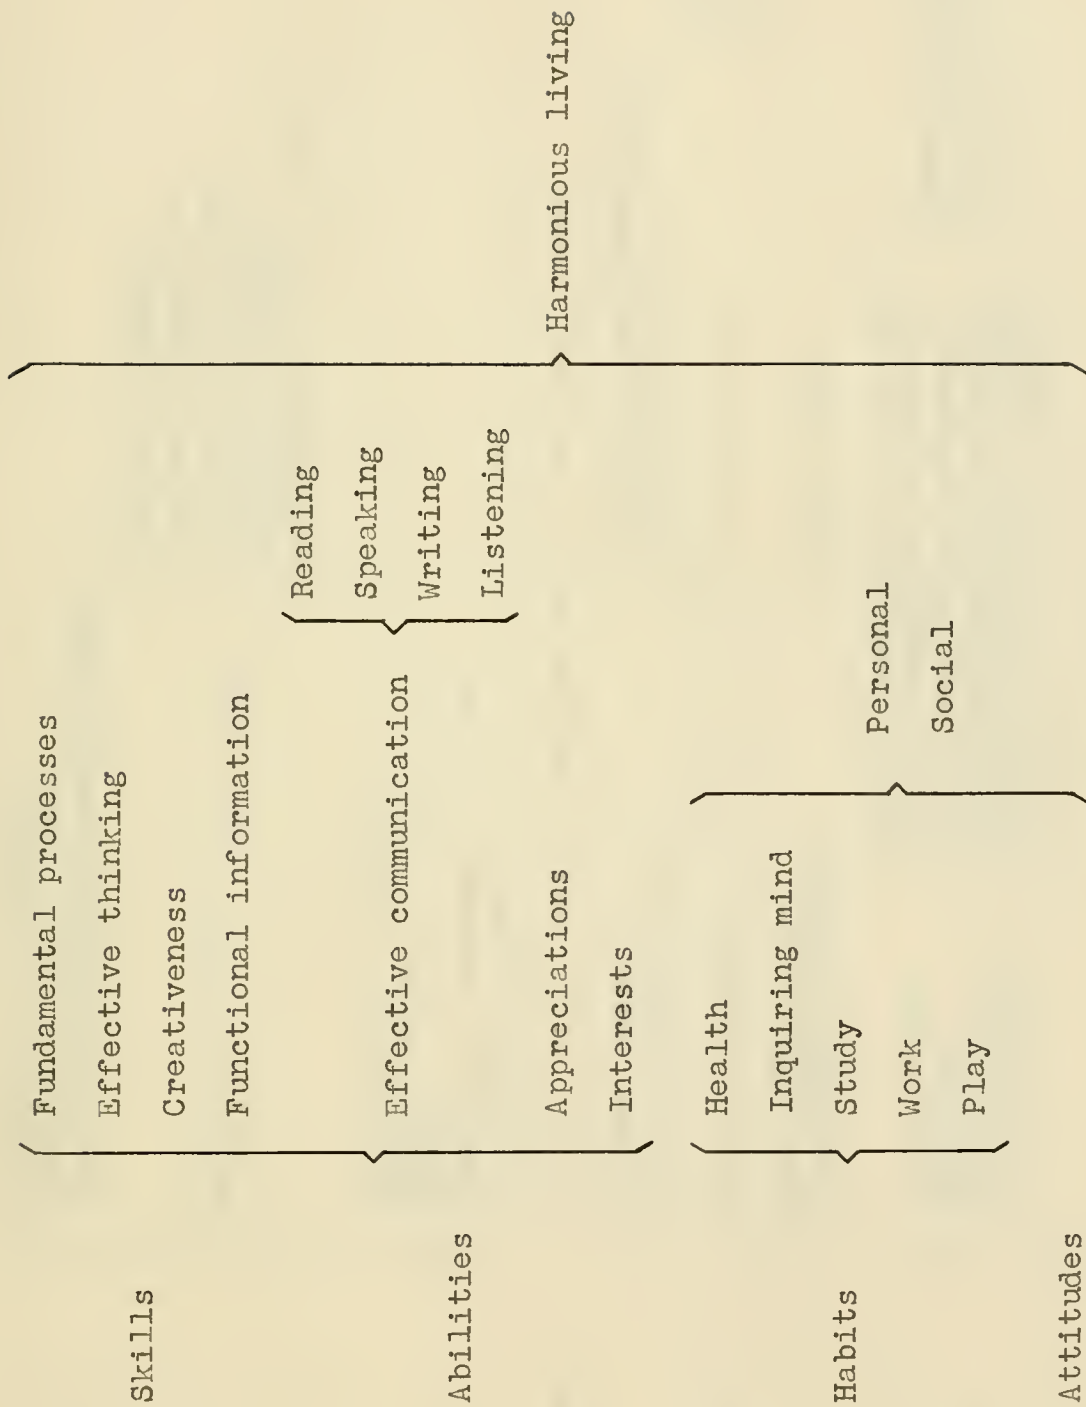 Skills
Abilities
Fundamental processes
Effective thinking
Creativeness
Functional information
Effective communication
Reading
Speaking
Writing
Listening
Appreciations
Interests
Habits
Health
Inquiring mind
Study
Work
Play
Attitudes
Personal
Social
Harmonious living